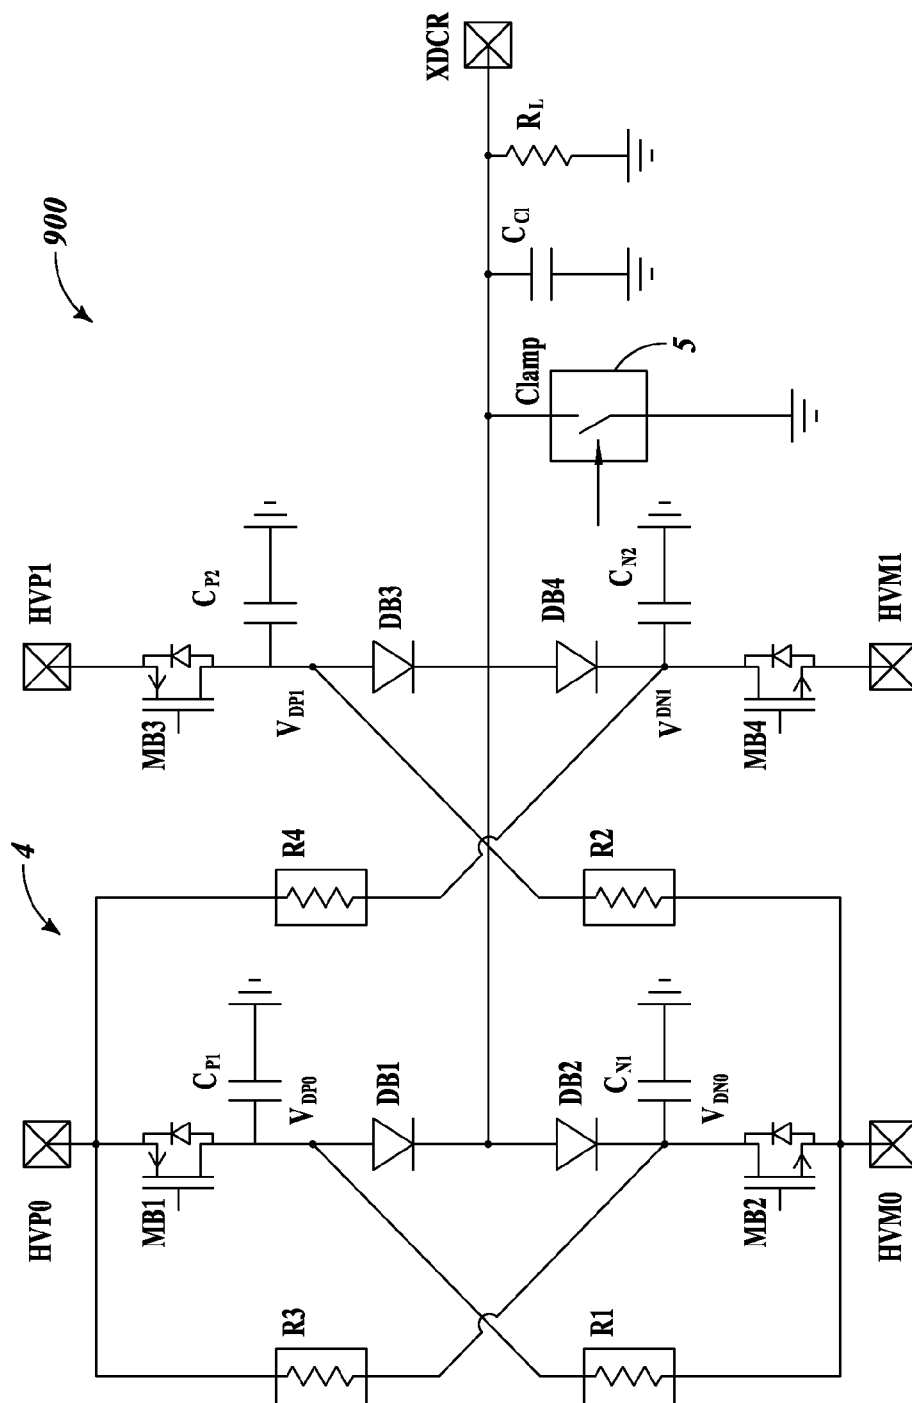 900
4
HVP0
HVP1
MB1
MB3
C_P1
C_P2
R3
R4
V_DP0
V_DP1
DB1
DB3
XDCR
DB2
DB4
Clamp
C_Cl
R_L
5
R1
R2
C_N1
C_N2
V_DN0
V_DN1
MB2
MB4
HVM0
HVM1